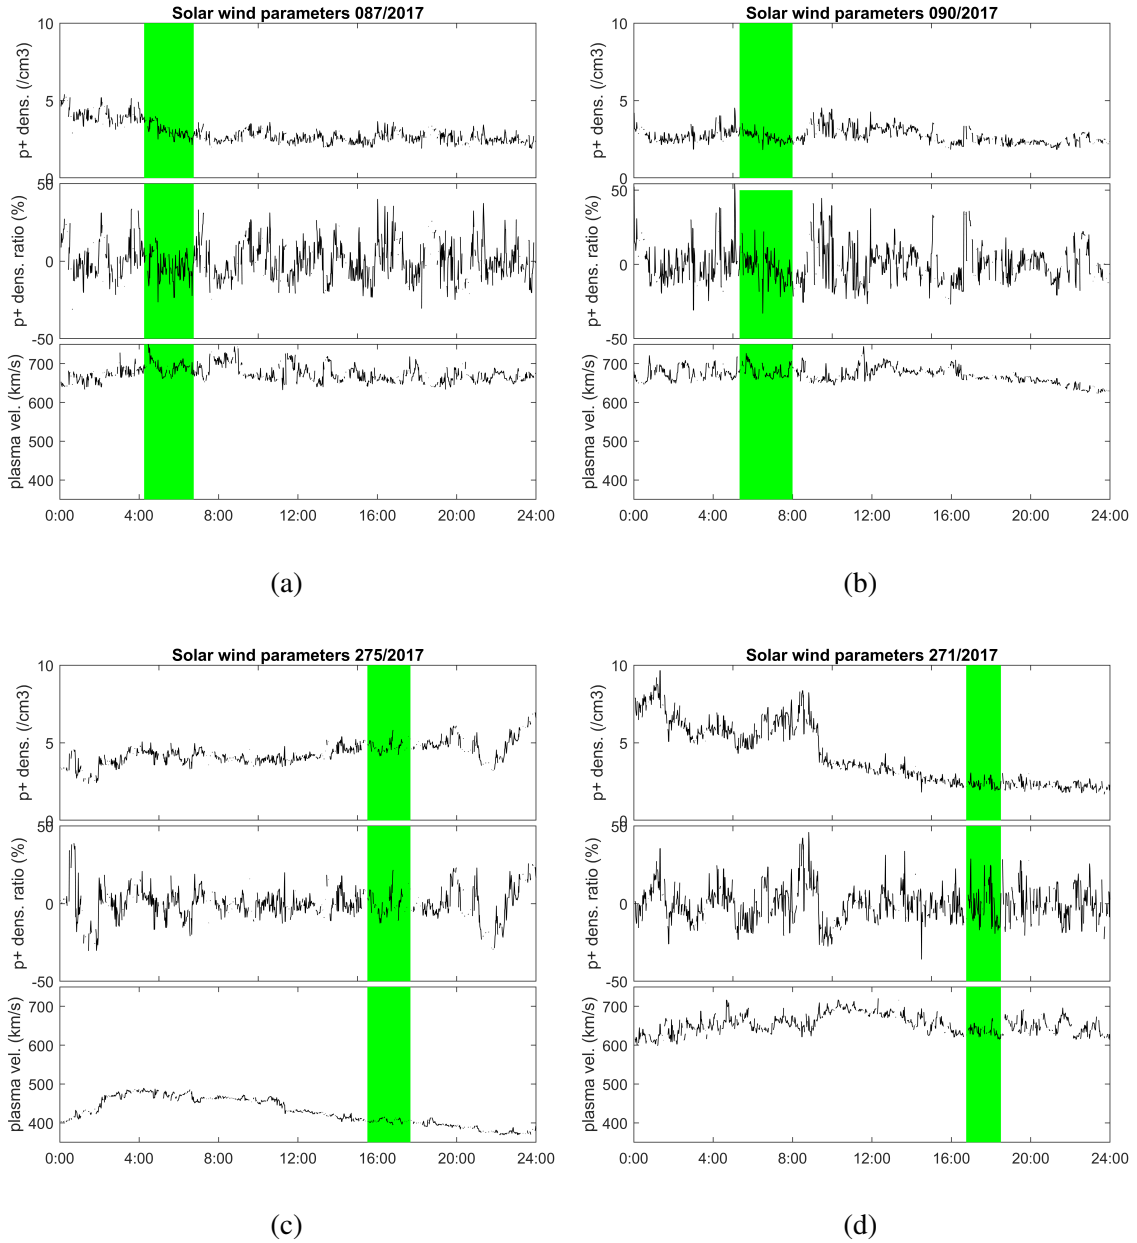 Solar wind parameters 087/2017
10
5
0
p+ dens. (/cm3)
50
0
-50
p+ dens. ratio (%)
700
600
500
400
plasma vel. (km/s)
0:00 4:00 8:00 12:00 16:00 20:00 24:00
(a)
Solar wind parameters 090/2017
10
5
0
p+ dens. (/cm3)
50
0
-50
p+ dens. ratio (%)
700
600
500
400
plasma vel. (km/s)
0:00 4:00 8:00 12:00 16:00 20:00 24:00
(b)
Solar wind parameters 275/2017
10
5
0
p+ dens. (/cm3)
50
0
-50
p+ dens. ratio (%)
700
600
500
400
plasma vel. (km/s)
0:00 4:00 8:00 12:00 16:00 20:00 24:00
(c)
Solar wind parameters 271/2017
10
5
0
p+ dens. (/cm3)
50
0
-50
p+ dens. ratio (%)
700
600
500
400
plasma vel. (km/s)
0:00 4:00 8:00 12:00 16:00 20:00 24:00
(d)